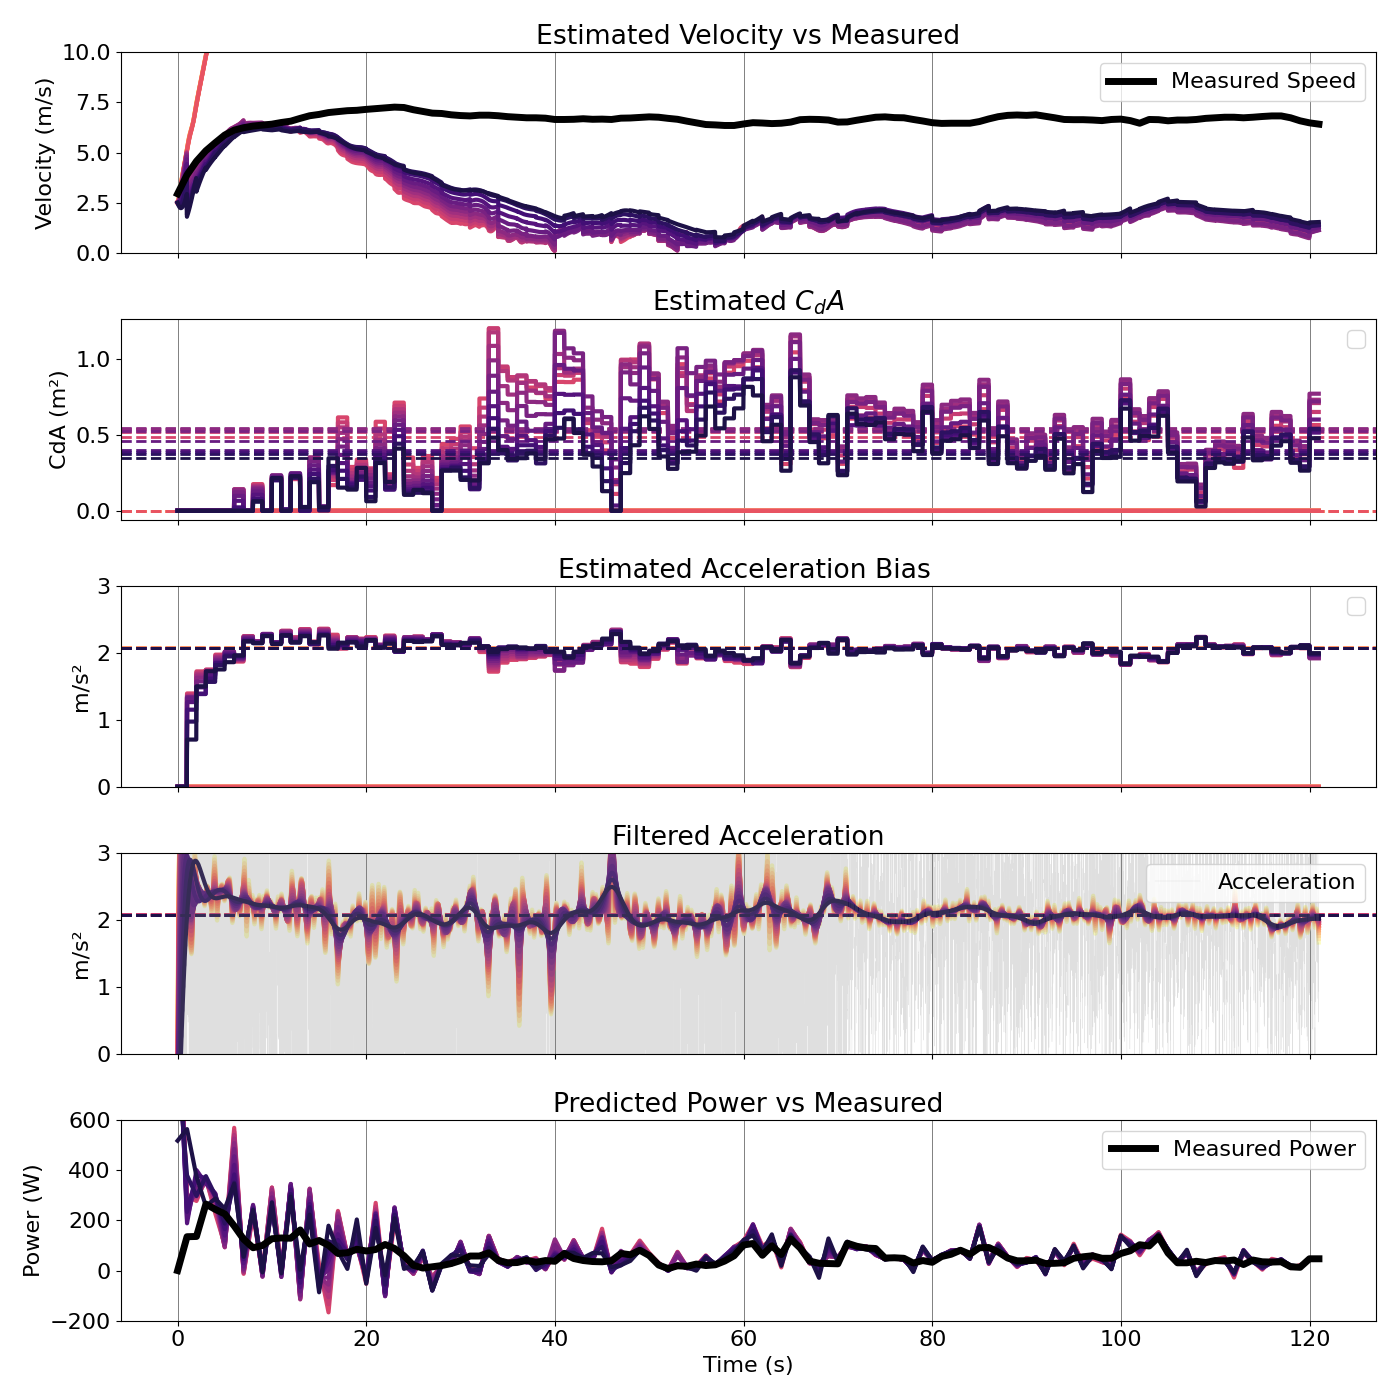 Estimated Velocity vs Measured
10.0
7.5
5.0
2.5
0.0
Velocity (m/s)
Measured Speed
Estimated $C_dA$
1.0
0.5
0.0
CdA (m²)
Estimated Acceleration Bias
3
2
1
0
m/s²
Filtered Acceleration
3
2
1
0
m/s²
Acceleration
Predicted Power vs Measured
600
400
200
0
−200
Power (W)
Measured Power
0 20 40 60 80 100 120
Time (s)